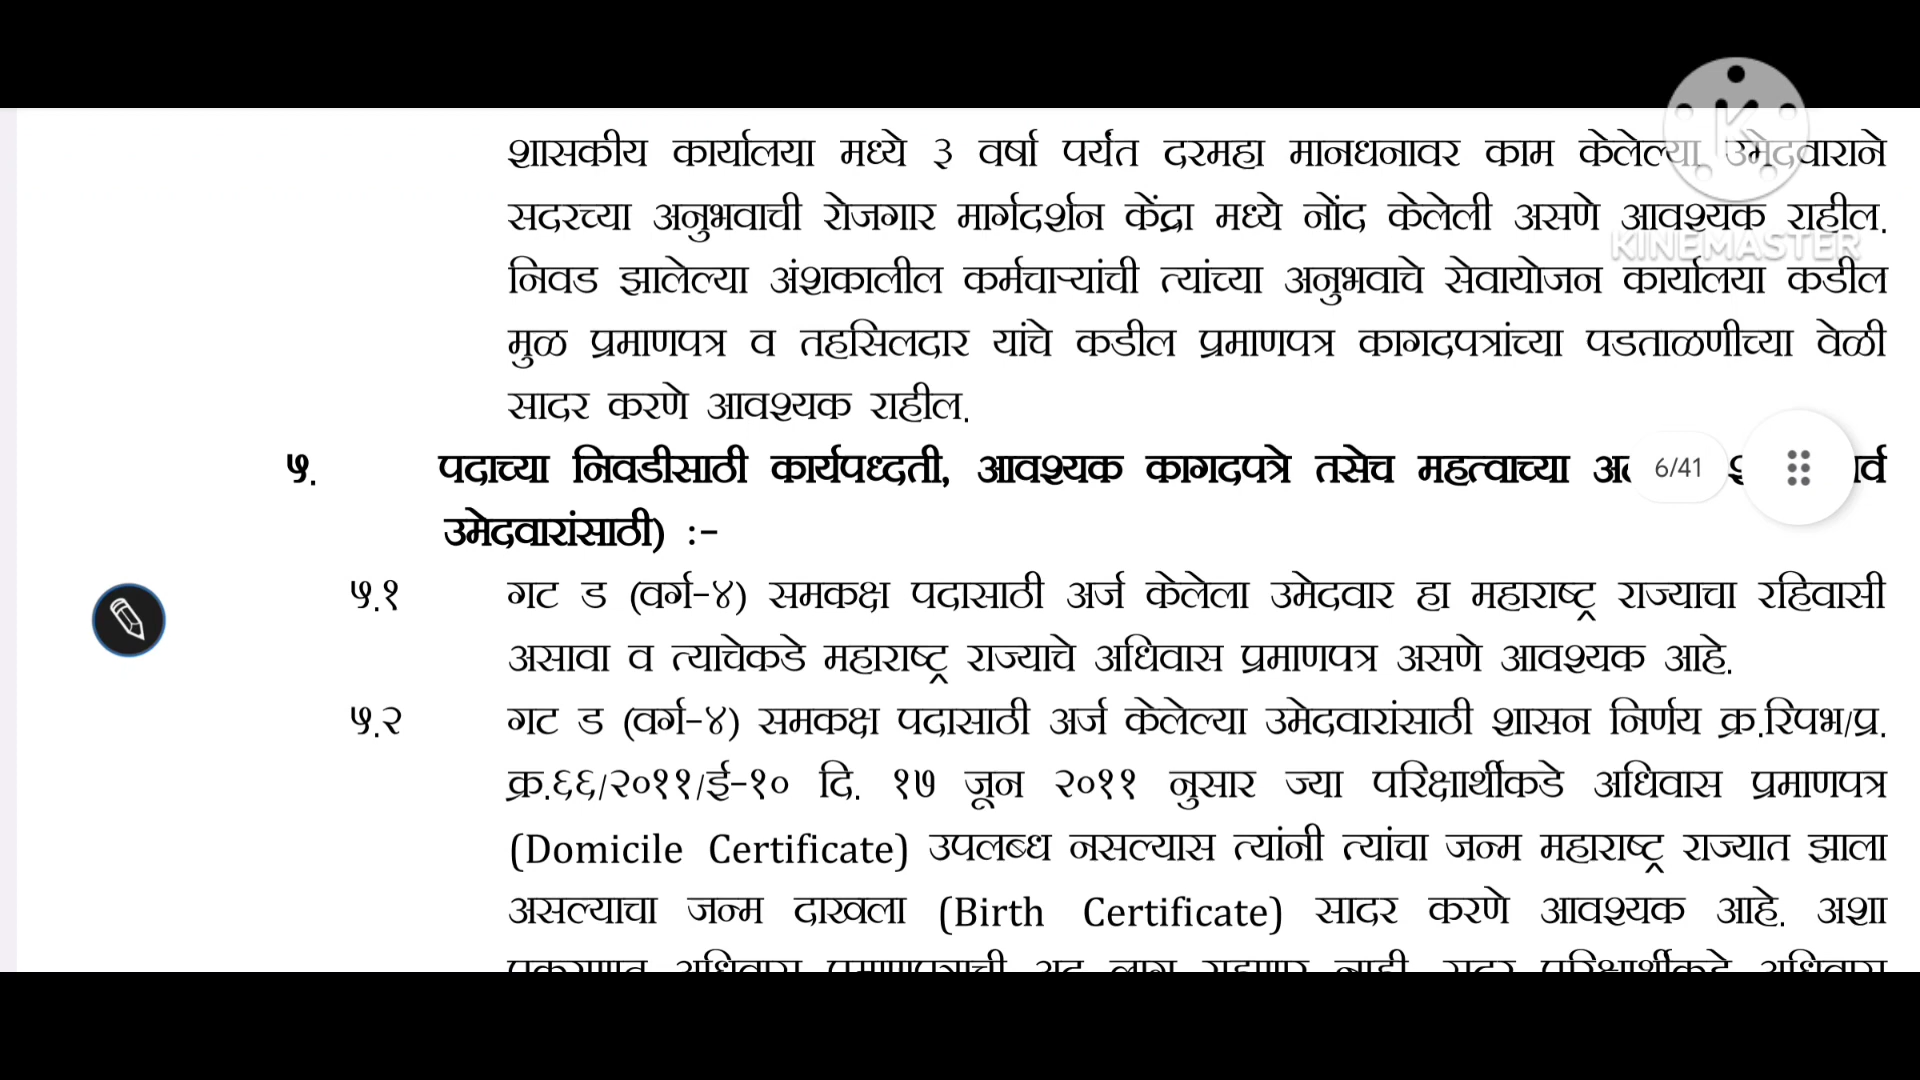 शासकीय कार्यालया मध्ये ३ वर्षा पर्यंत दरमहा मानधनावर काम केलेल्या उमेदवाराने
सदरच्या अनुभवाची रोजगार मार्गदर्शन केंद्रा मध्ये नोंद केलेली असणे आवश्यक राहील.
KINEMASTER
निवड झालेल्या अंशकालील कर्मचाऱ्यांची त्यांच्या अनुभवाचे सेवायोजन कार्यालया कडील
मुळ प्रमाणपत्र व तहसिलदार यांचे कडील प्रमाणपत्र कागदपत्रांच्या पडताळणीच्या वेळी
सादर करणे आवश्यक राहील.
५. पदाच्या निवडीसाठी कार्यपध्दती, आवश्यक कागदपत्रे तसेच महत्वाच्या
6/41
उमेदवारांसाठी) :-
५.१ गट ड (वर्ग-४) समकक्ष पदासाठी अर्ज केलेला उमेदवार हा महाराष्ट्र राज्याचा रहिवासी
असावा व त्याचेकडे महाराष्ट्र राज्याचे अधिवास प्रमाणपत्र असणे आवश्यक आहे.
५.२ गट ड (वर्ग-४) समकक्ष पदासाठी अर्ज केलेल्या उमेदवारांसाठी शासन निर्णय क्र.रिपभ/प्र.
क्र.६६/२०११/ई-१० दि. १७ जून २०११ नुसार ज्या परिक्षार्थीकडे अधिवास प्रमाणपत्र
(Domicile Certificate) उपलब्ध नसल्यास त्यांनी त्यांचा जन्म महाराष्ट्र राज्यात झाला
असल्याचा जन्म दाखला (Birth Certificate) सादर करणे आवश्यक आहे. अशा